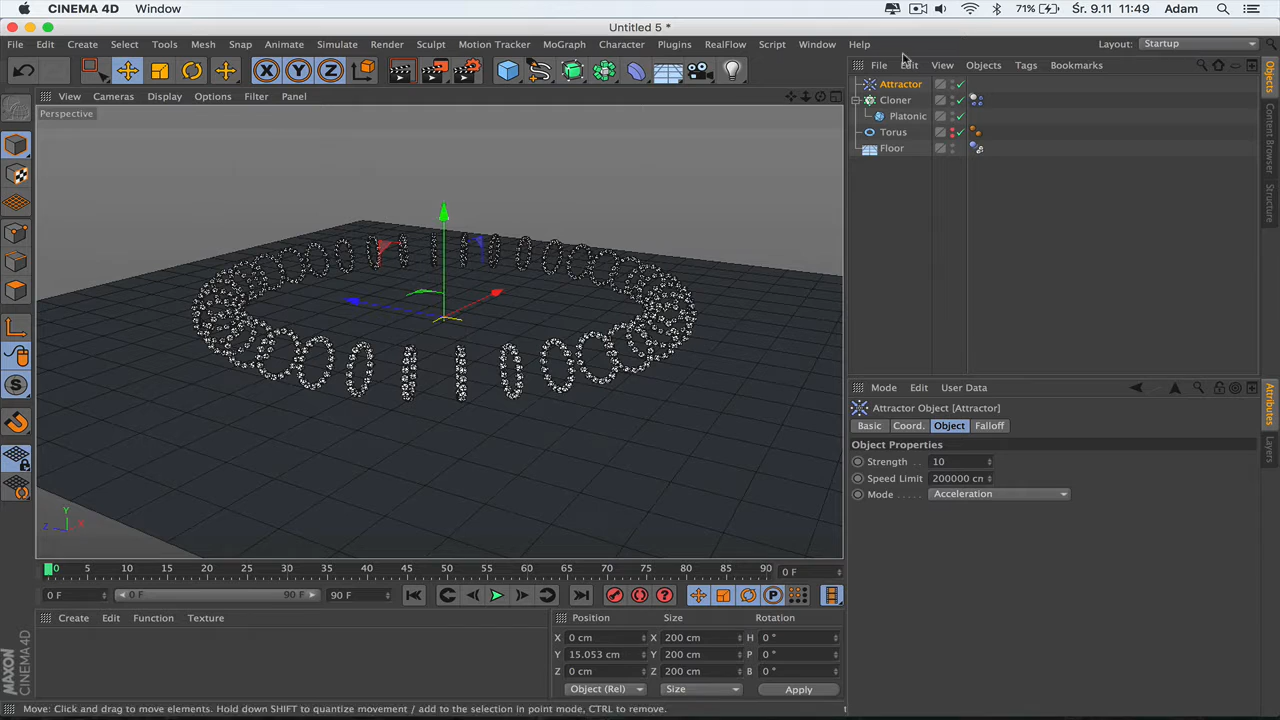 CINEMA 4D Window 71% Śr. 9.11 11:49 Adam
Untitled 5 *
File Edit Create Select Tools Mesh Snap Animate Simulate Render Sculpt Motion Tracker MoGraph Character Plugins RealFlow Script Window Help Layout: Startup
X Y Z
File Edit View Objects Tags Bookmarks
View Cameras Display Options Filter Panel
Perspective
Attractor
Cloner
Platonic
Torus
Floor
Objects
Content Browser
Structure
Mode Edit User Data
Attractor Object [Attractor]
Basic Coord. Object Falloff
Object Properties
Strength . . 10
Speed Limit 200000 cm
Mode . . . . . Acceleration
Attributes
Layers
Y
Z X
S
0 5 10 15 20 25 30 35 40 45 50 55 60 65 70 75 80 85 90 0 F
0 F 0 F 90 F 90 F
P
Create Edit Function Texture
Position Size Rotation
X 0 cm X 200 cm H 0 °
Y 15.053 cm Y 200 cm P 0 °
Z 0 cm Z 200 cm B 0 °
Object (Rel) Size Apply
MAXON
CINEMA 4D
Move: Click and drag to move elements. Hold down SHIFT to quantize movement / add to the selection in point mode, CTRL to remove.